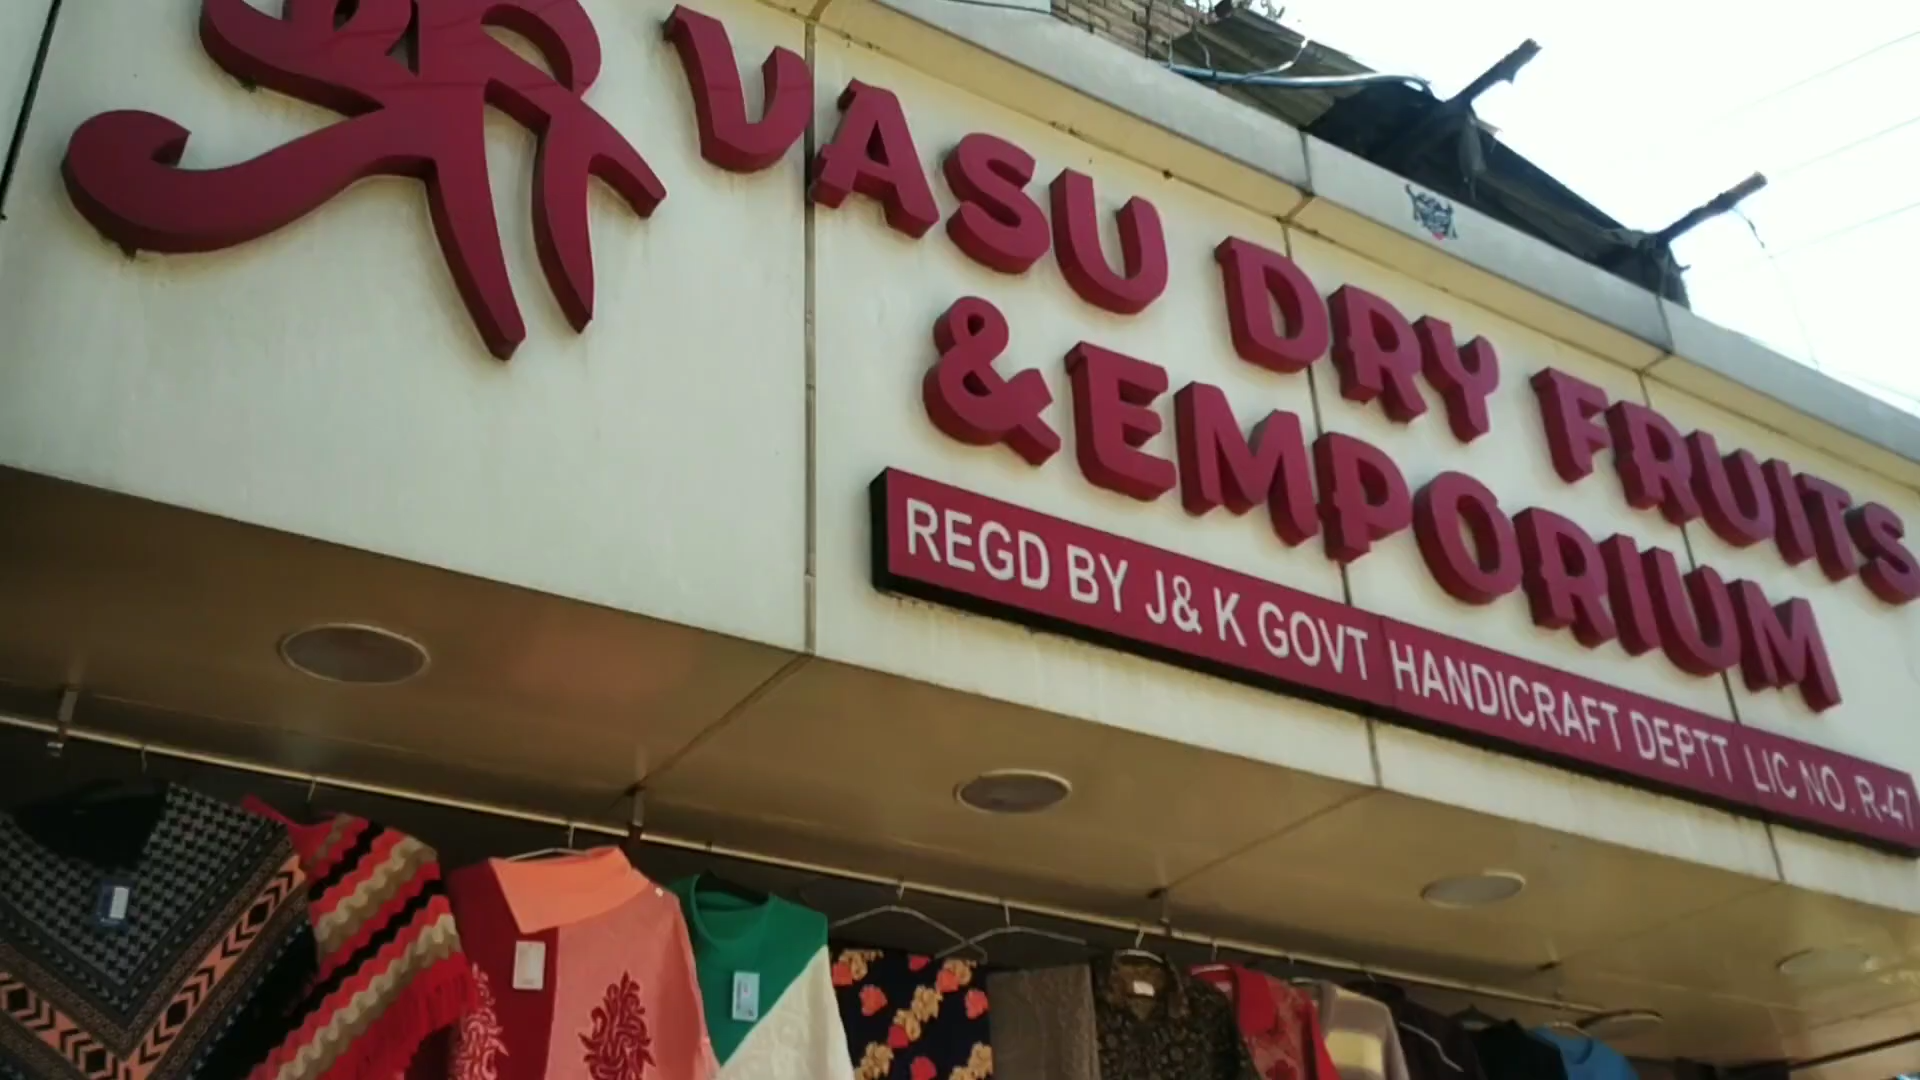 श्री VASU DRY FRUITS
& EMPORIUM
REGD BY J& K GOVT HANDICRAFT DEPTT LIC NO. R-47